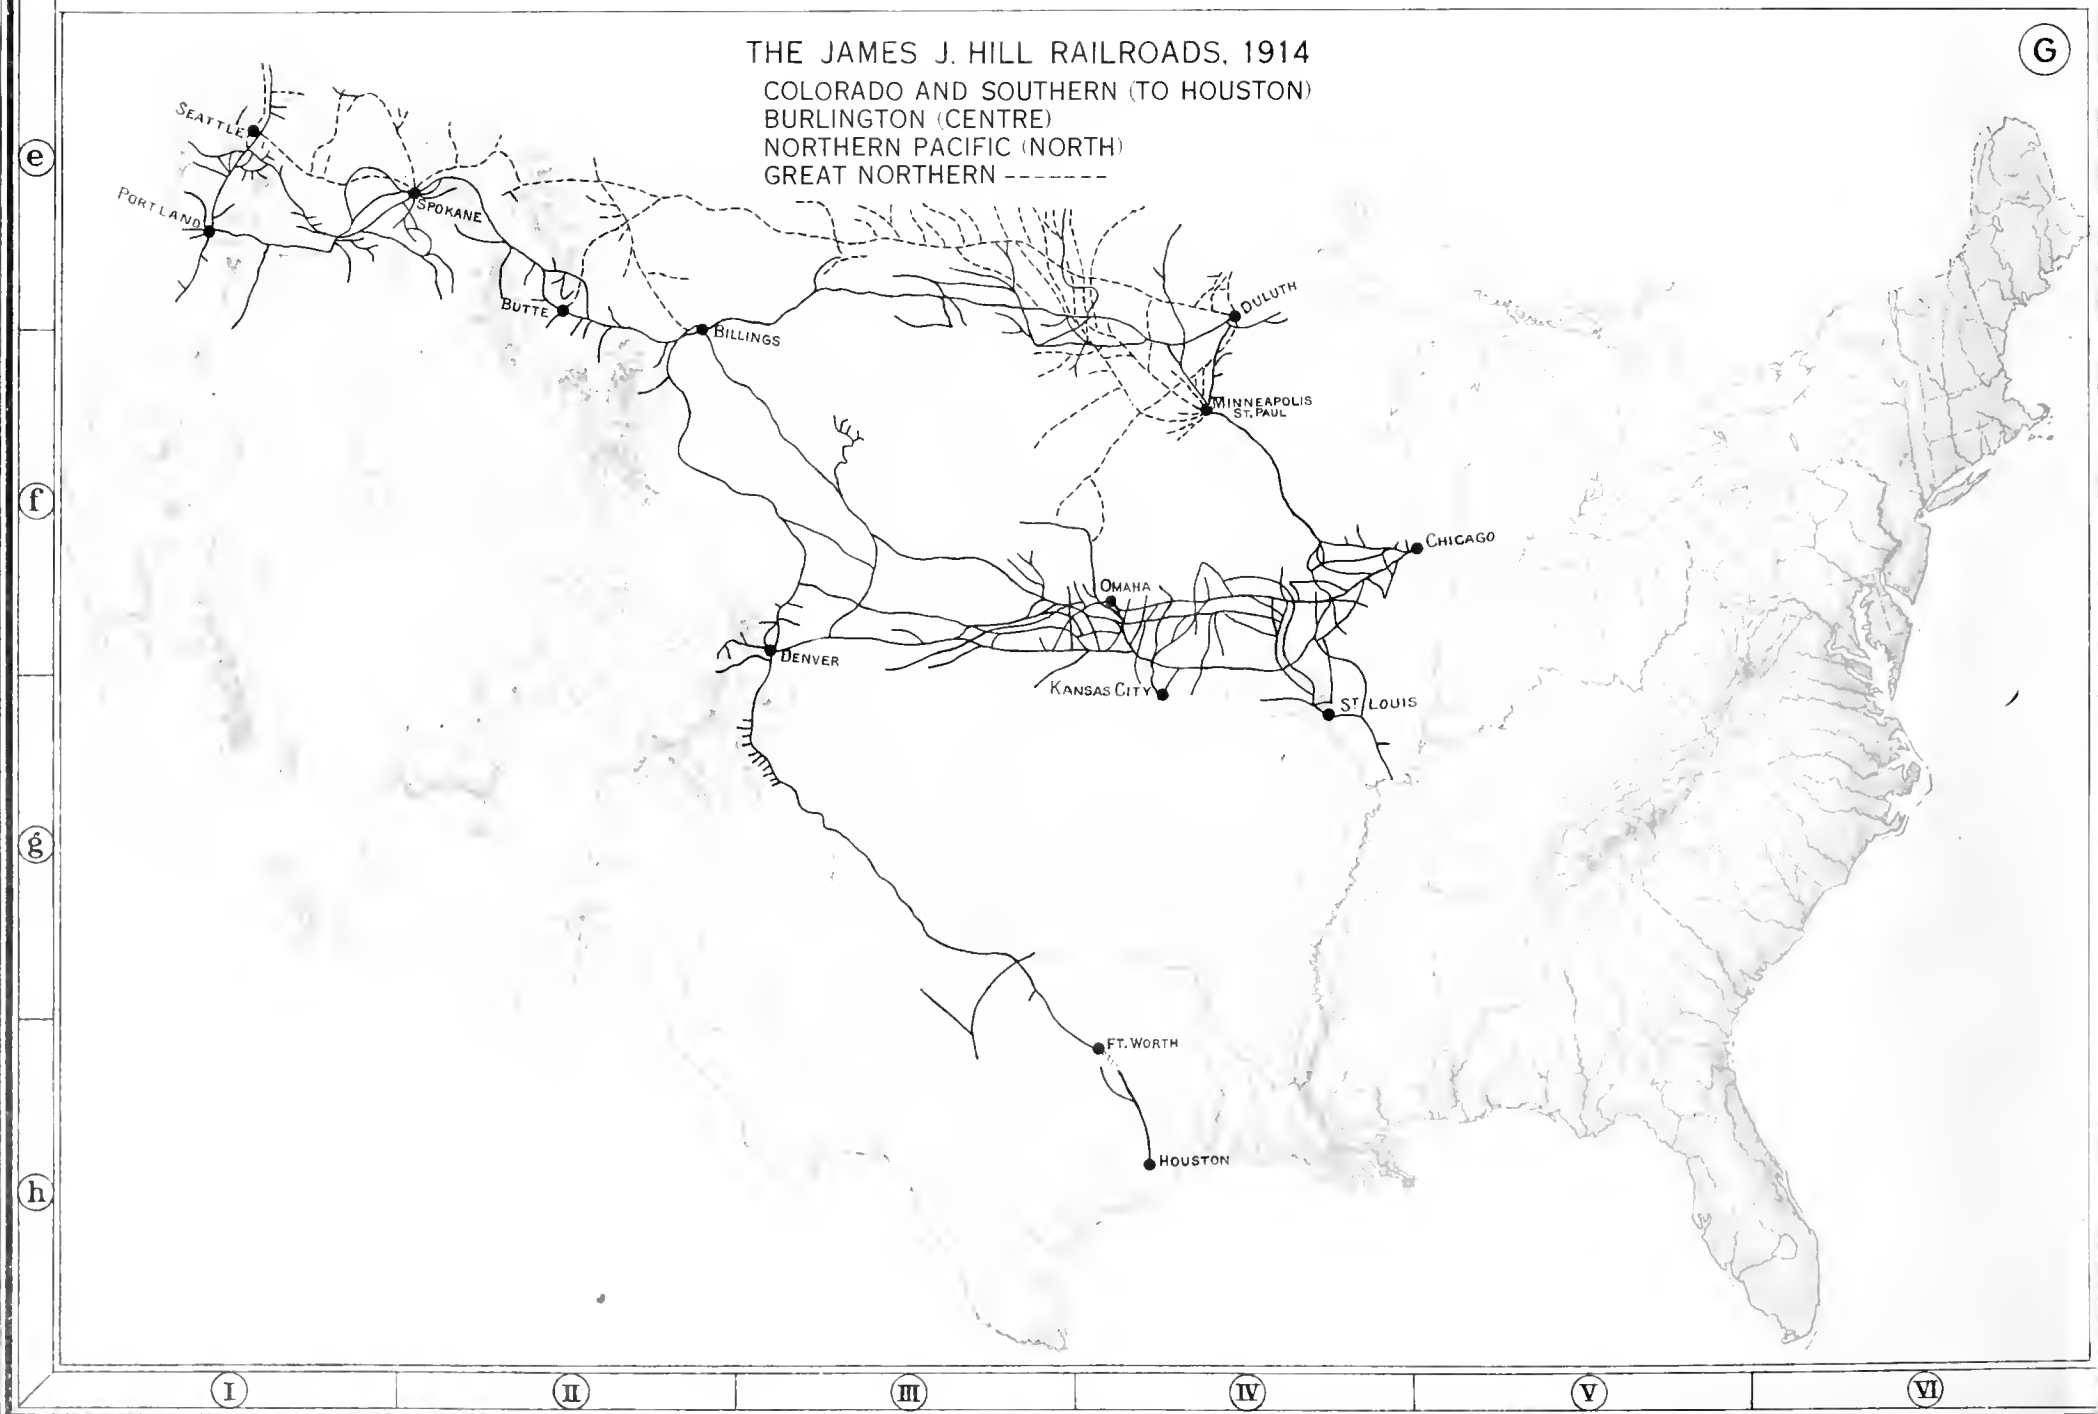 THE JAMES J. HILL RAILROADS, 1914
COLORADO AND SOUTHERN (TO HOUSTON)
BURLINGTON (CENTRE)
NORTHERN PACIFIC (NORTH)
GREAT NORTHERN -------
G
e
f
g
h
SEATTLE
PORTLAND
SPOKANE
BUTTE
BILLINGS
DULUTH
MINNEAPOLIS
ST. PAUL
CHICAGO
OMAHA
DENVER
KANSAS CITY
ST. LOUIS
FT. WORTH
HOUSTON
I
II
III
IV
V
VI